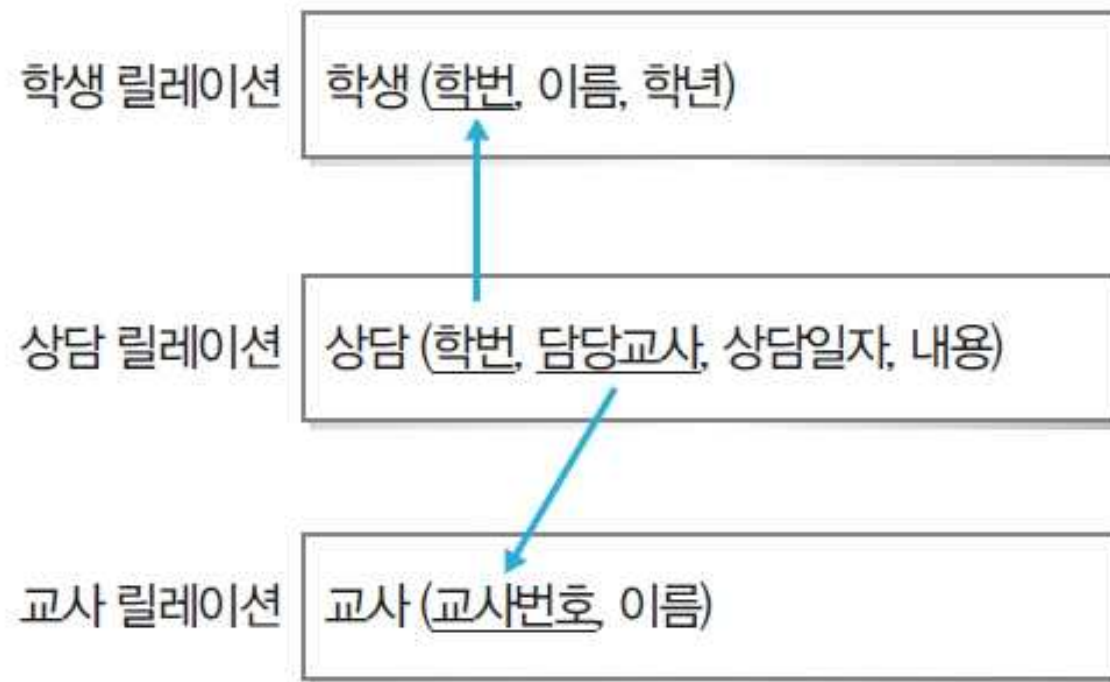 학생 릴레이션 학생 (학번, 이름, 학년)
상담 릴레이션 상담 (학번, 담당교사, 상담일자, 내용)
교사 릴레이션 교사 (교사번호, 이름)